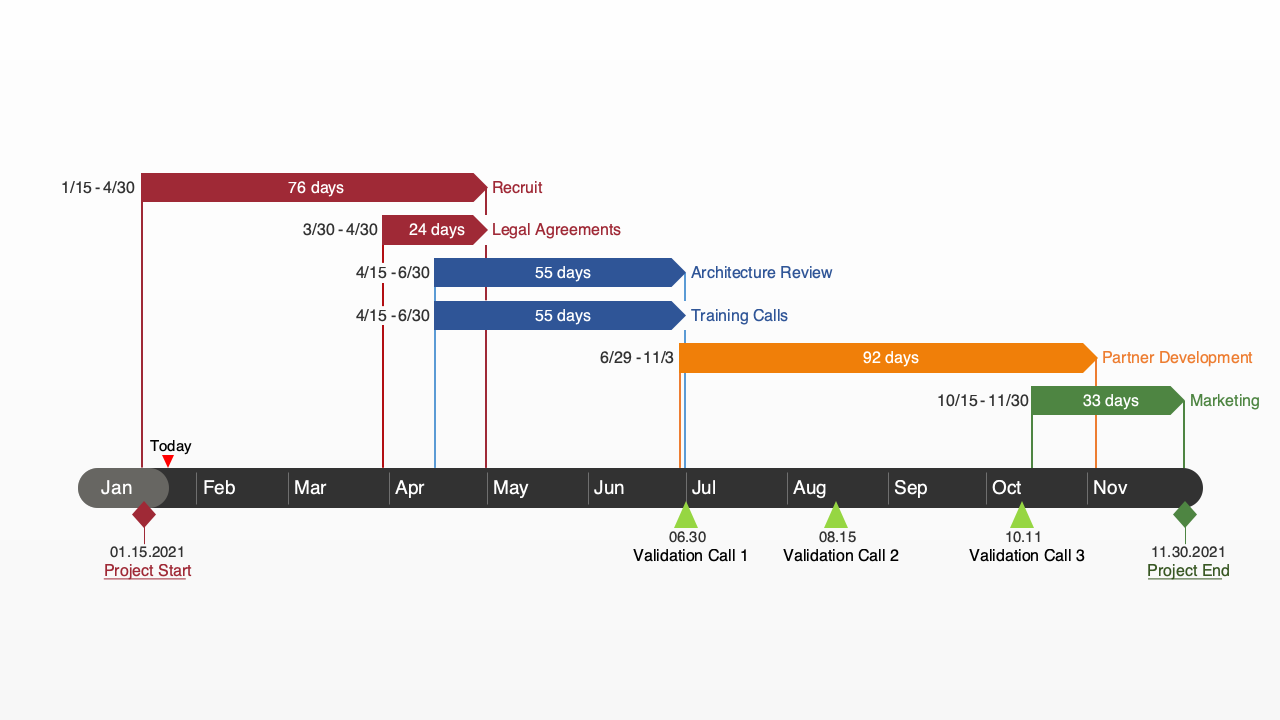 1/15 - 4/30 76 days Recruit
3/30 - 4/30 24 days Legal Agreements
4/15 - 6/30 55 days Architecture Review
4/15 - 6/30 55 days Training Calls
6/29 - 11/3 92 days Partner Development
10/15 - 11/30 33 days Marketing
Today
Jan Feb Mar Apr May Jun Jul Aug Sep Oct Nov
06.30 08.15 10.11
01.15.2021 11.30.2021
Validation Call 1 Validation Call 2 Validation Call 3
Project Start Project End